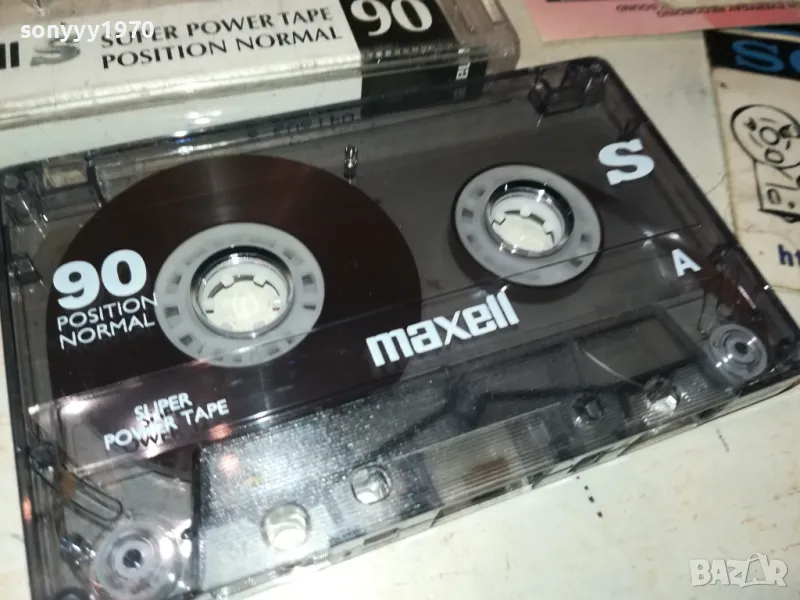 sonyyy1970
S SUPER POWER TAPE
POSITION NORMAL
90
S
A
90
POSITION
NORMAL
maxell
SUPER
POWER TAPE
BAZAR